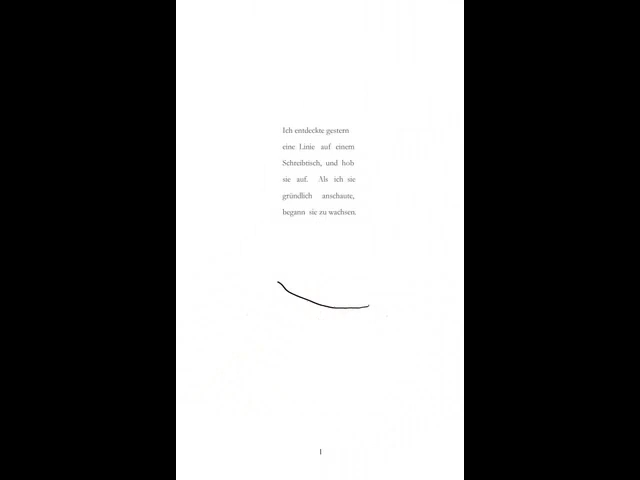 Ich entdeckte gestern
eine Linie auf einem
Schreibtisch, und hob
sie auf. Als ich sie
gründlich anschaute,
begann sie zu wachsen.
I